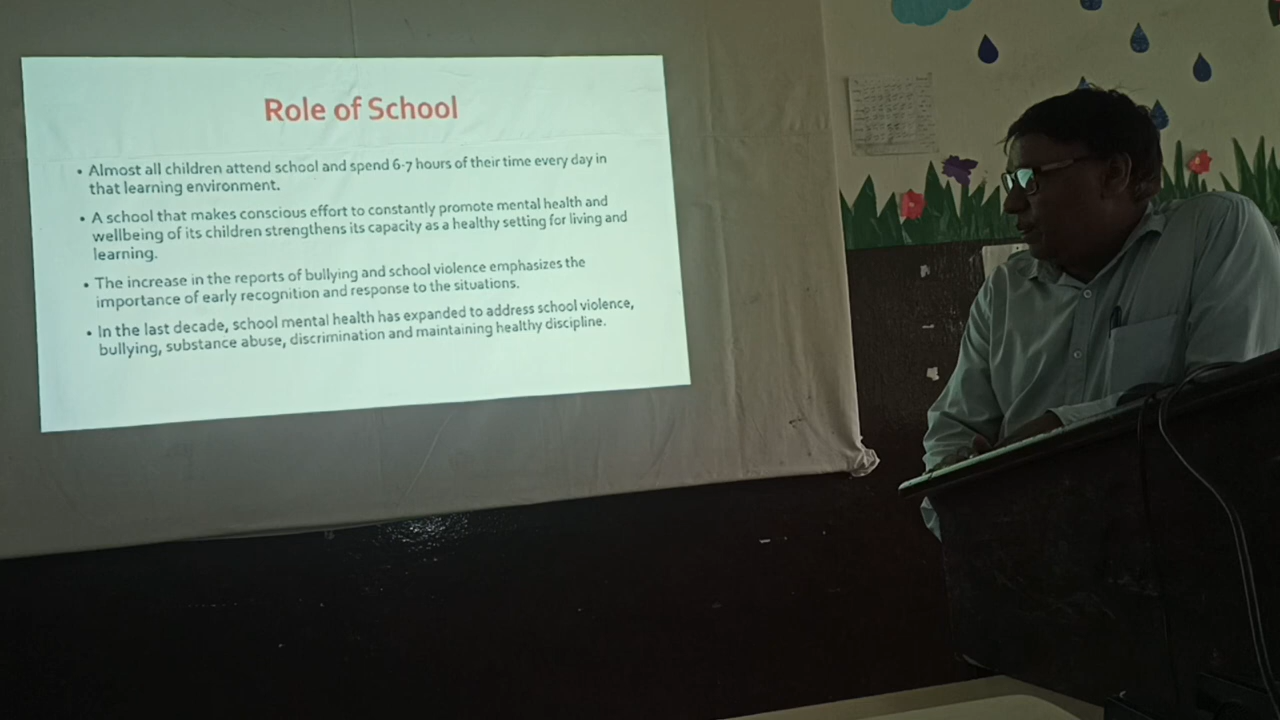 Role of School
• Almost all children attend school and spend 6-7 hours of their time every day in
that learning environment.
• A school that makes conscious effort to constantly promote mental health and
wellbeing of its children strengthens its capacity as a healthy setting for living and
learning.
• The increase in the reports of bullying and school violence emphasizes the
importance of early recognition and response to the situations.
• In the last decade, school mental health has expanded to address school violence,
bullying, substance abuse, discrimination and maintaining healthy discipline.